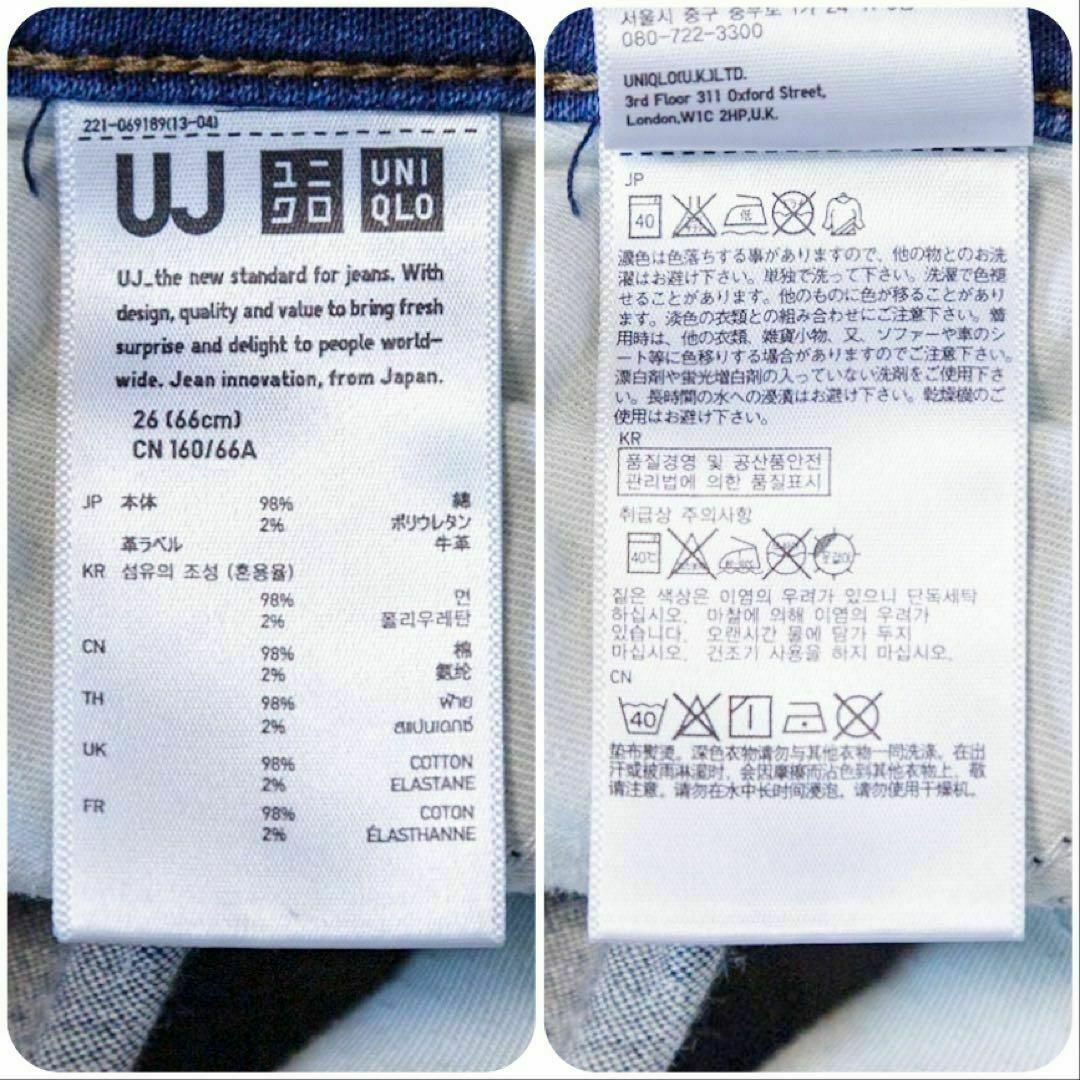 221-069189(13-04)
UJ ユニクロ UNIQLO
UJ_the new standard for jeans. With
design, quality and value to bring fresh
surprise and delight to people world-
wide. Jean innovation, from Japan.
26 (66cm)
CN 160/66A
JP 本体 98% 綿
2% ポリウレタン
革ラベル 牛革
KR 섬유의 조성 (혼용율)
98% 면
2% 폴리우레탄
CN 98% 棉
2% 氨纶
TH 98% ฝ้าย
2% สแปนเดกซ์
UK 98% COTTON
2% ELASTANE
FR 98% COTON
2% ÉLASTHANNE
서울시 중구
080-722-3300
UNIQLO(U.K)LTD.
3rd Floor 311 Oxford Street,
London,W1C 2HP,U.K.
JP
40 低
濃色は色落ちする事がありますので、他の物とのお洗
濯はお避け下さい。単独で洗って下さい。洗濯で色褪
せることがあります。他のものに色が移ることがあり
ます。淡色の衣類との組み合わせにご注意下さい。着
用時は、他の衣類、雑貨小物、又、ソファーや車のシ
ート等に色移りする場合がありますのでご注意下さい。
漂白剤や蛍光増白剤の入っていない洗剤をご使用下さ
い。長時間の水への浸漬はお避け下さい。乾燥機のご
使用はお避け下さい。
KR
품질경영 및 공산품안전
관리법에 의한 품질표시
취급상 주의사항
40℃ 옷걸이
짙은 색상은 이염의 우려가 있으니 단독세탁
하십시오. 마찰에 의해 이염의 우려가
있습니다. 오랜시간 물에 담가 두지
마십시오. 건조기 사용을 하지 마십시오.
CN
40
垫布熨烫。深色衣物请勿与其他衣物一同洗涤。在出
汗或被雨淋湿时，会因摩擦而沾色到其他衣物上，敬
请注意。请勿在水中长时间浸泡。请勿使用干燥机。